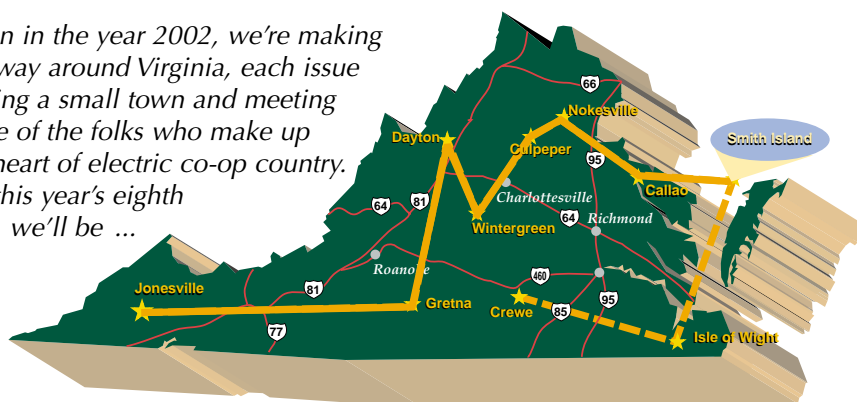 n in the year 2002, we’re making
way around Virginia, each issue
ing a small town and meeting
e of the folks who make up
heart of electric co-op country.
this year’s eighth
we’ll be ...
66
Nokesville
Dayton
Culpeper
Smith Island
95
Callao
Charlottesville
81
64
64
Richmond
Wintergreen
Roanoke
460
Jonesville
81
Gretna
95
Crewe
85
77
Isle of Wight